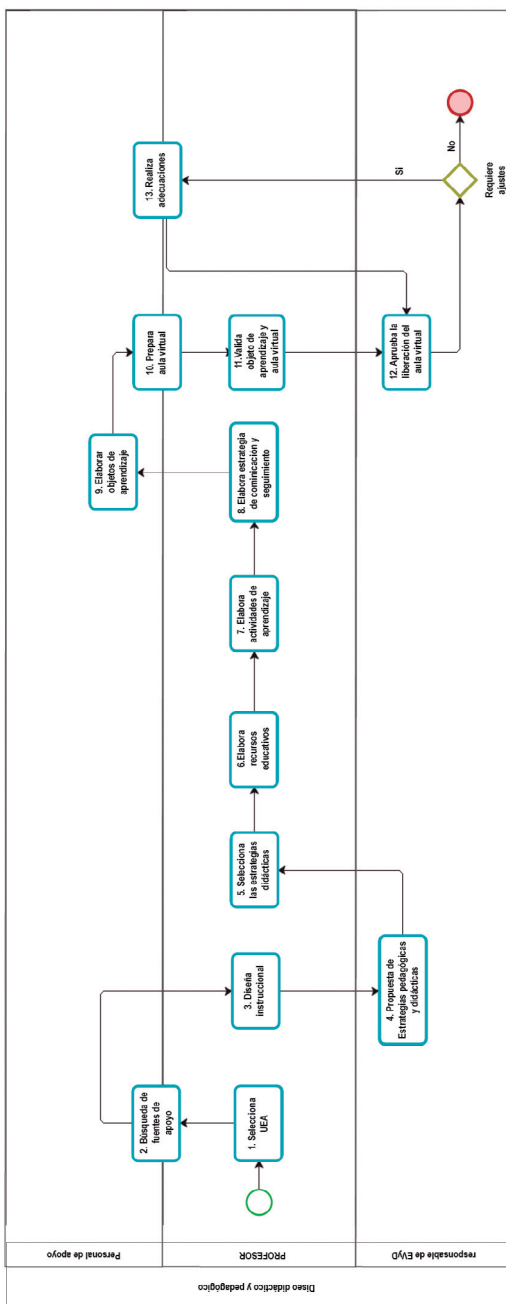 Diseo didáctico y pedagógico
Personal de apoyo
PROFESOR
responsable de EVyD
1. Selecciona
UEA
2. Búsqueda de
fuentes de
apoyo
3. Diseña
instruccional
4. Propuesta de
Estrategias pedagógicas
y didácticas
5. Selecciona
las estrategias
didácticas
6.Elabora
recursos
educativos
7. Elabora
actividades de
aprendizaje
8. Elabora estrategia
de cominicación y
seguimiento
9. Elaborar
objetos de
aprendizaje
10. Prepara
aula virtual
11.Valida
objeto de
aprendizaje y
aula virtual
12. Aprueba la
liberación del
aula virtual
13. Realiza
adecuaciones
Si
No
Requiere
ajustes